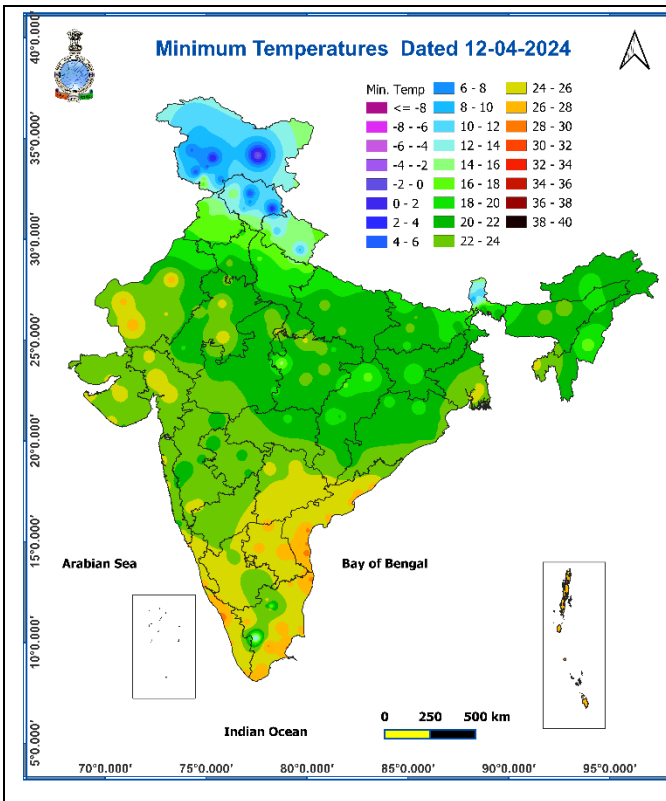 Minimum Temperatures Dated 12-04-2024
Min. Temp
<= -8
-8 - -6
-6 - -4
-4 - -2
-2 - 0
0 - 2
2 - 4
4 - 6
6 - 8
8 - 10
10 - 12
12 - 14
14 - 16
16 - 18
18 - 20
20 - 22
22 - 24
24 - 26
26 - 28
28 - 30
30 - 32
32 - 34
34 - 36
36 - 38
38 - 40
40°0.000'
35°0.000'
30°0.000'
25°0.000'
20°0.000'
15°0.000'
10°0.000'
5°0.000'
Arabian Sea
Bay of Bengal
Indian Ocean
0 250 500 km
70°0.000' 75°0.000' 80°0.000' 85°0.000' 90°0.000' 95°0.000'